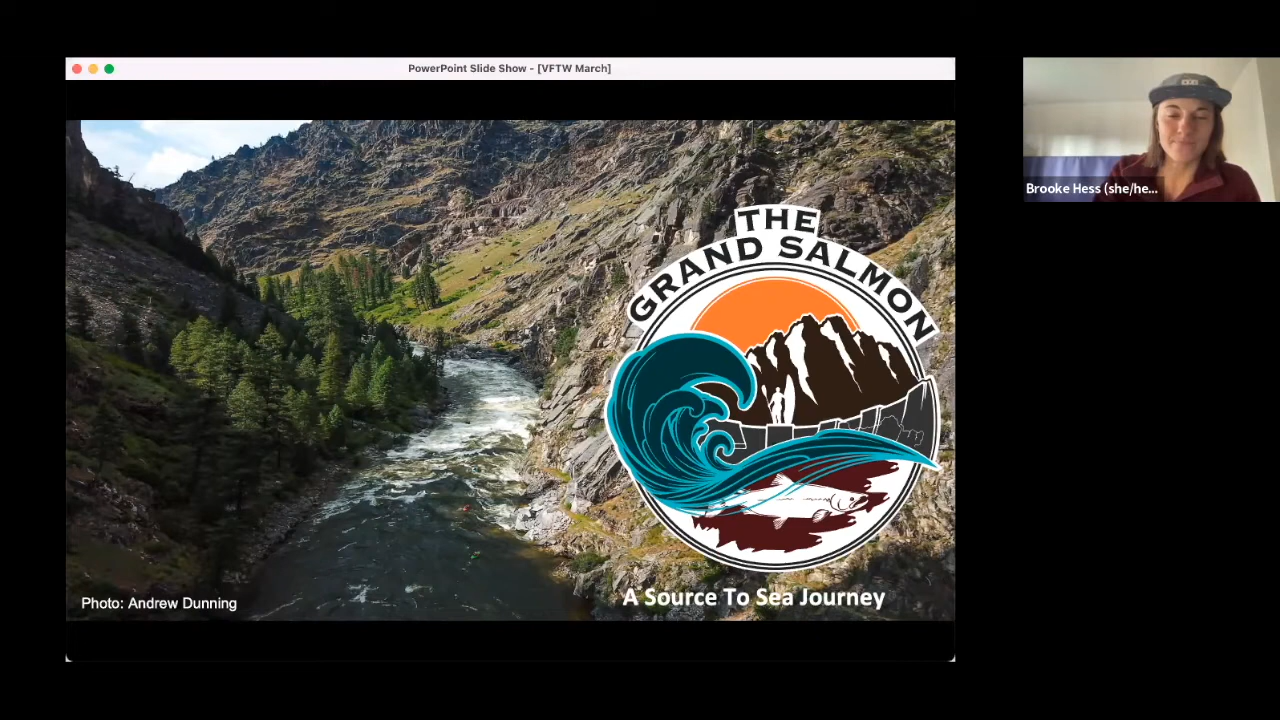 PowerPoint Slide Show - [VFTW March]
THE
GRAND SALMON
Brooke Hess (she/he...
Photo: Andrew Dunning
A Source To Sea Journey